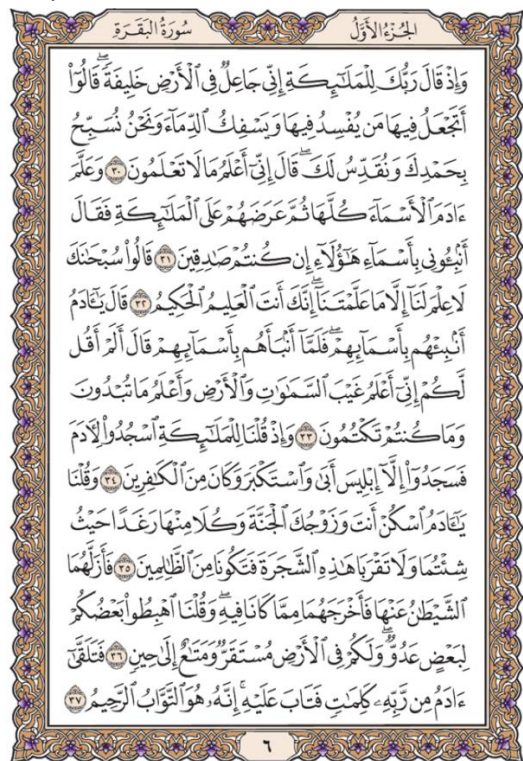 الجُزْءُ الأَوَّلُ سُورَةُ البَقَرَةِ
وَإِذْ قَالَ رَبُّكَ لِلْمَلَـٰٓئِكَةِ إِنِّى جَاعِلٌ فِى ٱلْأَرْضِ خَلِيفَةًۖ قَالُوٓا۟
أَتَجْعَلُ فِيهَا مَن يُفْسِدُ فِيهَا وَيَسْفِكُ ٱلدِّمَآءَ وَنَحْنُ نُسَبِّحُ
بِحَمْدِكَ وَنُقَدِّسُ لَكَۖ قَالَ إِنِّىٓ أَعْلَمُ مَا لَا تَعْلَمُونَ ٣٠ وَعَلَّمَ
ءَادَمَ ٱلْأَسْمَآءَ كُلَّهَا ثُمَّ عَرَضَهُمْ عَلَى ٱلْمَلَـٰٓئِكَةِ فَقَالَ
أَنۢبِـُٔونِى بِأَسْمَآءِ هَـٰٓؤُلَآءِ إِن كُنتُمْ صَـٰدِقِينَ ٣١ قَالُوا۟ سُبْحَـٰنَكَ
لَا عِلْمَ لَنَآ إِلَّا مَا عَلَّمْتَنَآۖ إِنَّكَ أَنتَ ٱلْعَلِيمُ ٱلْحَكِيمُ ٣٢ قَالَ يَـٰٓـَٔادَمُ
أَنۢبِئْهُم بِأَسْمَآئِهِمْۖ فَلَمَّآ أَنۢبَأَهُم بِأَسْمَآئِهِمْ قَالَ أَلَمْ أَقُل
لَّكُمْ إِنِّىٓ أَعْلَمُ غَيْبَ ٱلسَّمَـٰوَٰتِ وَٱلْأَرْضِ وَأَعْلَمُ مَا تُبْدُونَ
وَمَا كُنتُمْ تَكْتُمُونَ ٣٣ وَإِذْ قُلْنَا لِلْمَلَـٰٓئِكَةِ ٱسْجُدُوا۟ لِـَٔادَمَ
فَسَجَدُوٓا۟ إِلَّآ إِبْلِيسَ أَبَىٰ وَٱسْتَكْبَرَ وَكَانَ مِنَ ٱلْكَـٰفِرِينَ ٣٤ وَقُلْنَا
يَـٰٓـَٔادَمُ ٱسْكُنْ أَنتَ وَزَوْجُكَ ٱلْجَنَّةَ وَكُلَا مِنْهَا رَغَدًا حَيْثُ
شِئْتُمَا وَلَا تَقْرَبَا هَـٰذِهِ ٱلشَّجَرَةَ فَتَكُونَا مِنَ ٱلظَّـٰلِمِينَ ٣٥ فَأَزَلَّهُمَا
ٱلشَّيْطَـٰنُ عَنْهَا فَأَخْرَجَهُمَا مِمَّا كَانَا فِيهِۖ وَقُلْنَا ٱهْبِطُوا۟ بَعْضُكُمْ
لِبَعْضٍ عَدُوٌّۖ وَلَكُمْ فِى ٱلْأَرْضِ مُسْتَقَرٌّ وَمَتَـٰعٌ إِلَىٰ حِينٍ ٣٦ فَتَلَقَّىٰٓ
ءَادَمُ مِن رَّبِّهِۦ كَلِمَـٰتٍ فَتَابَ عَلَيْهِۚ إِنَّهُۥ هُوَ ٱلتَّوَّابُ ٱلرَّحِيمُ ٣٧
٦